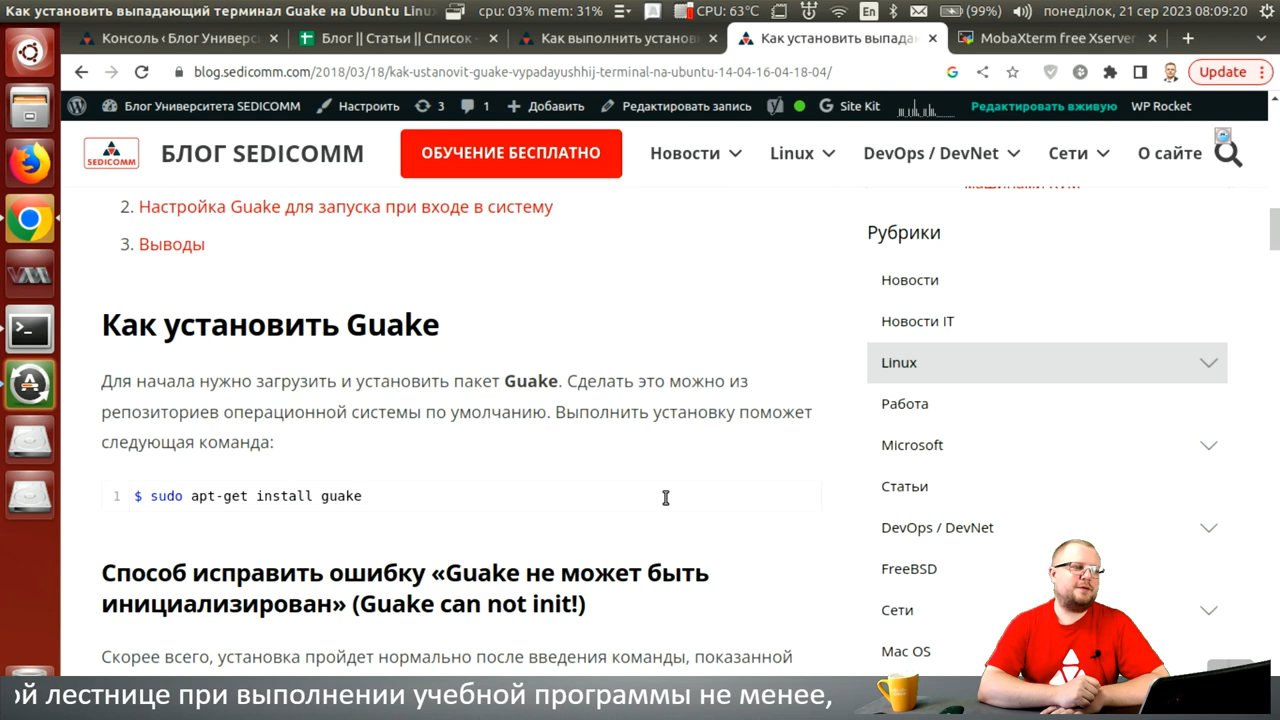 Как установить выпадающий терминал Guake на Ubuntu Linu
cpu: 03% mem: 31%
A
CPU: 63°C
En
(99%)
понеділок, 21 сер 2023 08:09:20
Консоль ‹ Блог Универс
Блог || Статьи || Список -
Как выполнить установ
Как установить выпада
MobaXterm free Xserver
blog.sedicomm.com/2018/03/18/kak-ustanovit-guake-vypadayushhij-terminal-na-ubuntu-14-04-16-04-18-04/
Update
Блог Университета SEDICOMM
Настроить
3
1
Добавить
Редактировать запись
Site Kit
Редактировать вживую
WP Rocket
SEDICOMM
БЛОГ SEDICOMM
ОБУЧЕНИЕ БЕСПЛАТНО
Новости
Linux
DevOps / DevNet
Сети
О сайте
2. Настройка Guake для запуска при входе в систему
3. Выводы
Как установить Guake
Для начала нужно загрузить и установить пакет Guake. Сделать это можно из
репозиториев операционной системы по умолчанию. Выполнить установку поможет
следующая команда:
1 $ sudo apt-get install guake
Способ исправить ошибку «Guake не может быть
инициализирован» (Guake can not init!)
Скорее всего, установка пройдет нормально после введения команды, показанной
машинами KVM
Рубрики
Новости
Новости IT
Linux
Работа
Microsoft
Статьи
DevOps / DevNet
FreeBSD
Сети
Mac OS
ой лестнице при выполнении учебной программы не менее,